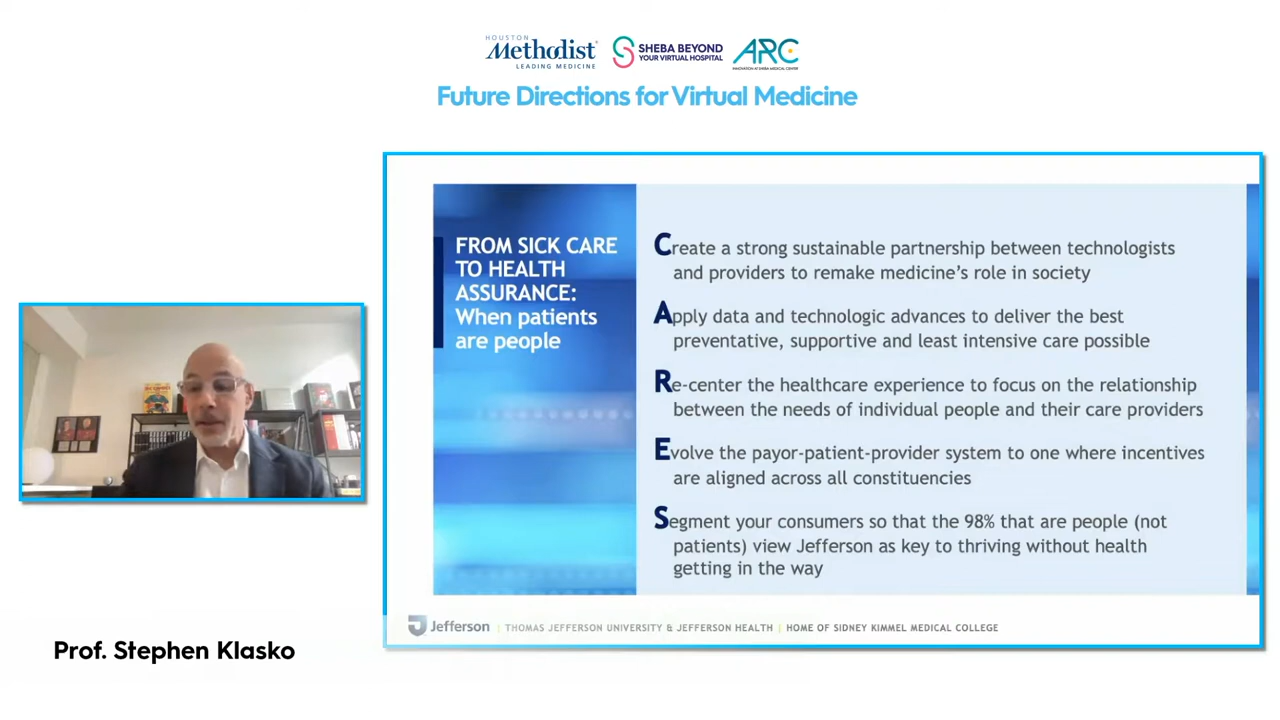 HOUSTON
Methodist
LEADING MEDICINE
SHEBA BEYOND
YOUR VIRTUAL HOSPITAL
ARC
INNOVATION AT SHEBA MEDICAL CENTER
Future Directions for Virtual Medicine
FROM SICK CARE
TO HEALTH
ASSURANCE:
When patients
are people
Create a strong sustainable partnership between technologists
and providers to remake medicine's role in society
Apply data and technologic advances to deliver the best
preventative, supportive and least intensive care possible
Re-center the healthcare experience to focus on the relationship
between the needs of individual people and their care providers
Evolve the payor-patient-provider system to one where incentives
are aligned across all constituencies
Segment your consumers so that the 98% that are people (not
patients) view Jefferson as key to thriving without health
getting in the way
Jefferson | THOMAS JEFFERSON UNIVERSITY & JEFFERSON HEALTH | HOME OF SIDNEY KIMMEL MEDICAL COLLEGE
Prof. Stephen Klasko